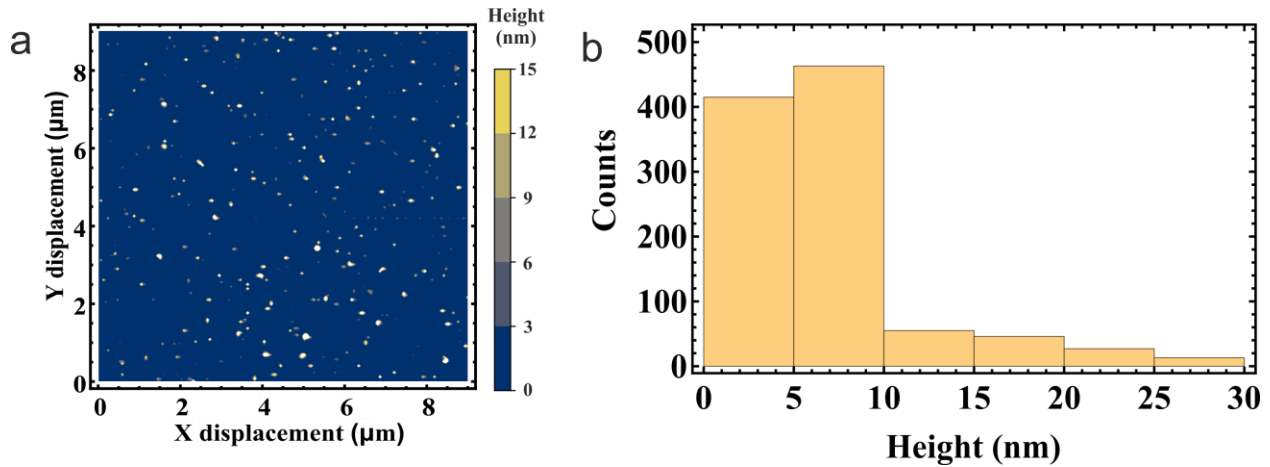 a
Height
(nm)
15
12
9
6
3
0
8
6
4
2
0
Y displacement (μm)
0 2 4 6 8
X displacement (μm)
b
500
400
300
200
100
0
Counts
0 5 10 15 20 25 30
Height (nm)